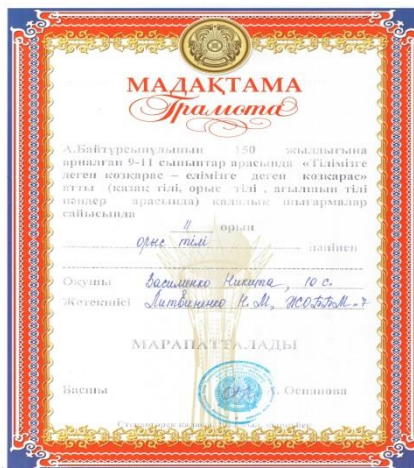 МАДАҚТАМА
Грамота
А.Байтұрсынұлының 150 жылдығына
арналған 9-11 сыныптар арасында «Тілімізге
деген көзқарас – елімізге деген көзқарас»
атты (қазақ тілі, орыс тілі , ағылшын тілі
пәндер арасында) қалалық шығармалар
сайысында
II орын
орыс тілі пәнінен
Оқушы Василенко Никита, 10 с.
Жетекшісі Литвиненко Н.М, ЖОББМ-7
МАРАПАТТАЛАДЫ
Басшы Оспанова